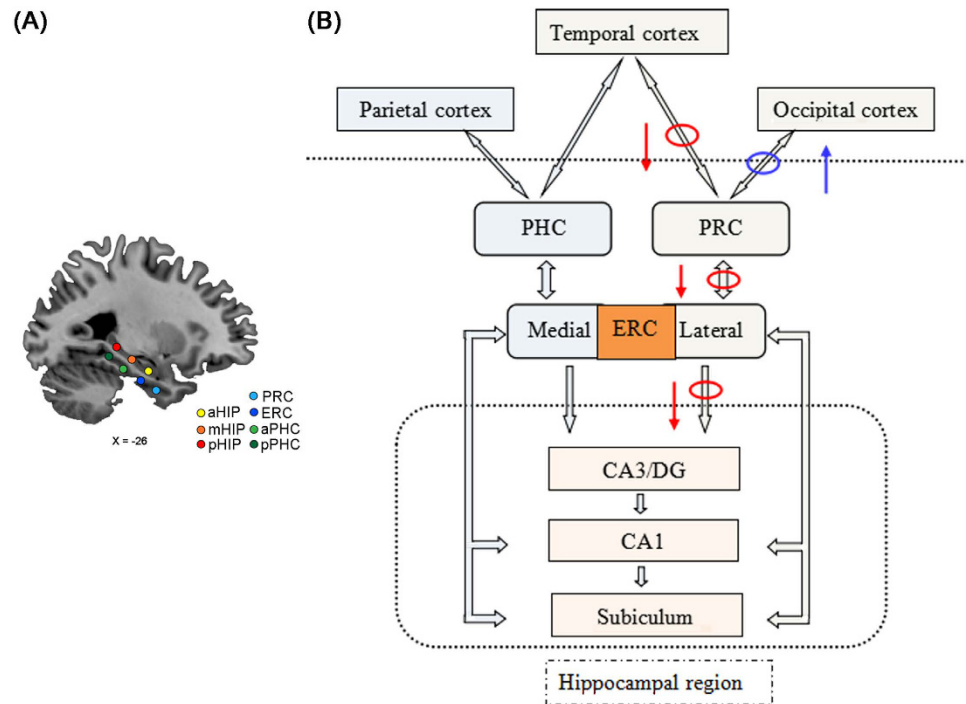 (A)
X = -26
PRC
aHIP
ERC
mHIP
aPHC
pHIP
pPHC
(B)
Temporal cortex
Parietal cortex
Occipital cortex
PHC
PRC
Medial
ERC
Lateral
CA3/DG
CA1
Subiculum
Hippocampal region